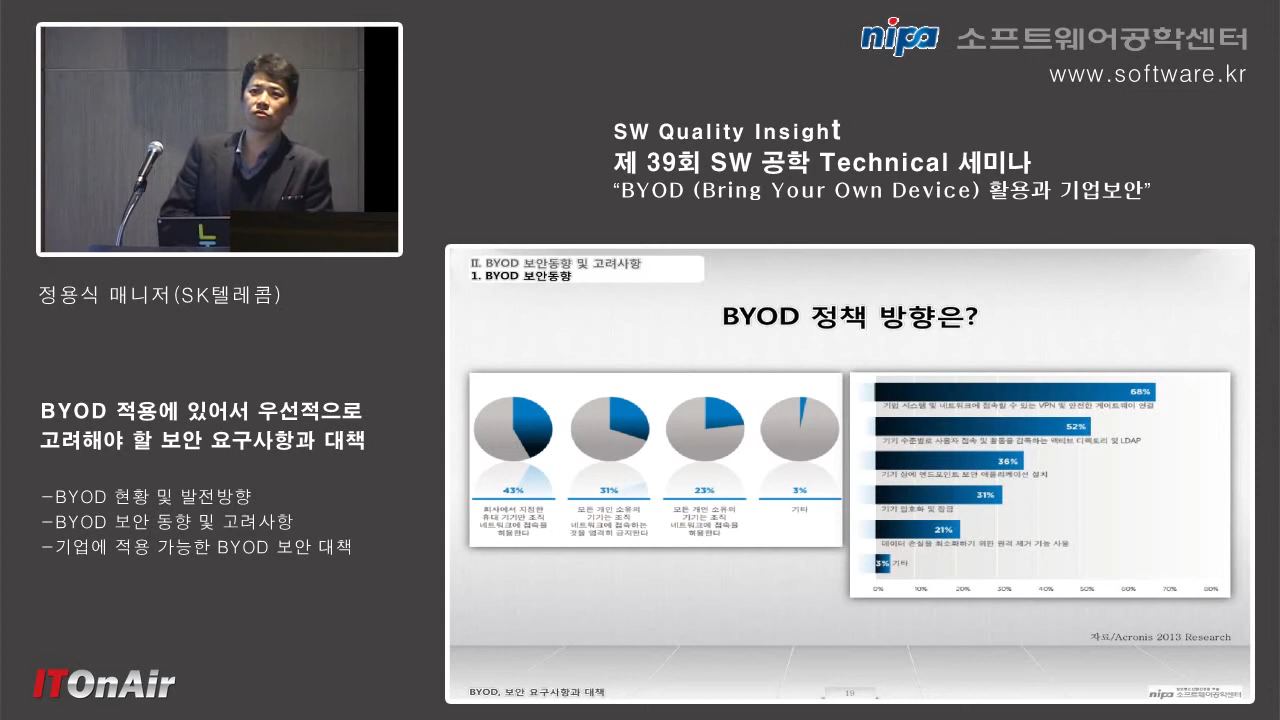 nipa 소프트웨어공학센터
www.software.kr
SW Quality Insight
제 39회 SW 공학 Technical 세미나
“BYOD (Bring Your Own Device) 활용과 기업보안”
정용식 매니저(SK텔레콤)
BYOD 적용에 있어서 우선적으로
고려해야 할 보안 요구사항과 대책
-BYOD 현황 및 발전방향
-BYOD 보안 동향 및 고려사항
-기업에 적용 가능한 BYOD 보안 대책
ITOnAir
II. BYOD 보안동향 및 고려사항
1. BYOD 보안동향
BYOD 정책 방향은?
43%
회사에서 지정한
휴대 기기만 조직
네트워크에 접속을
허용한다
31%
모든 개인 소유의
기기는 조직
네트워크에 접속하는
것을 엄격히 금지한다
23%
모든 개인 소유의
기기는 조직
네트워크에 접속을
허용한다
3%
기타
68%
기업 시스템 및 네트워크에 접속할 수 있는 VPN 및 안전한 게이트웨이 연결
52%
기기 수준별로 사용자 접속 및 활동을 감독하는 액티브 디렉토리 및 LDAP
36%
기기 상에 엔드포인트 보안 애플리케이션 설치
31%
기기 암호화 및 잠금
21%
데이터 손실을 최소화하기 위한 원격 제거 기능 사용
3% 기타
0% 10% 20% 30% 40% 50% 60% 70% 80%
자료/Acronis 2013 Research
BYOD, 보안 요구사항과 대책
19
nipa 소프트웨어공학센터